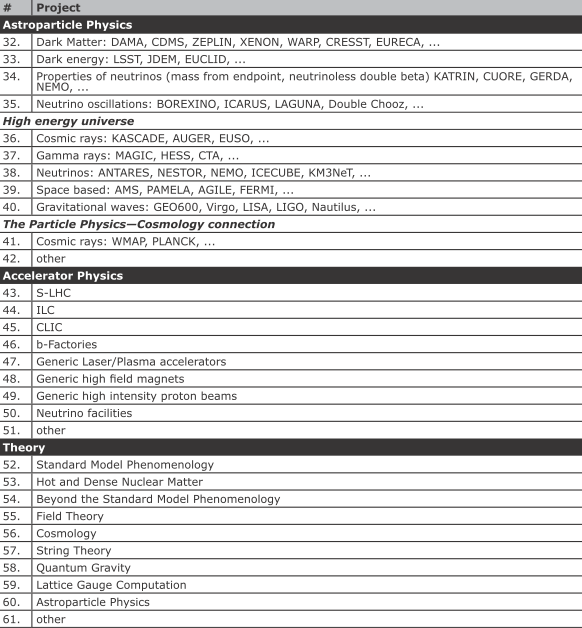 # Project
Astroparticle Physics
32. Dark Matter: DAMA, CDMS, ZEPLIN, XENON, WARP, CRESST, EURECA, ...
33. Dark energy: LSST, JDEM, EUCLID, ...
34. Properties of neutrinos (mass from endpoint, neutrinoless double beta) KATRIN, CUORE, GERDA,
NEMO, ...
35. Neutrino oscillations: BOREXINO, ICARUS, LAGUNA, Double Chooz, ...
High energy universe
36. Cosmic rays: KASCADE, AUGER, EUSO, ...
37. Gamma rays: MAGIC, HESS, CTA, ...
38. Neutrinos: ANTARES, NESTOR, NEMO, ICECUBE, KM3NeT, ...
39. Space based: AMS, PAMELA, AGILE, FERMI, ...
40. Gravitational waves: GEO600, Virgo, LISA, LIGO, Nautilus, ...
The Particle Physics—Cosmology connection
41. Cosmic rays: WMAP, PLANCK, ...
42. other
Accelerator Physics
43. S-LHC
44. ILC
45. CLIC
46. b-Factories
47. Generic Laser/Plasma accelerators
48. Generic high field magnets
49. Generic high intensity proton beams
50. Neutrino facilities
51. other
Theory
52. Standard Model Phenomenology
53. Hot and Dense Nuclear Matter
54. Beyond the Standard Model Phenomenology
55. Field Theory
56. Cosmology
57. String Theory
58. Quantum Gravity
59. Lattice Gauge Computation
60. Astroparticle Physics
61. other